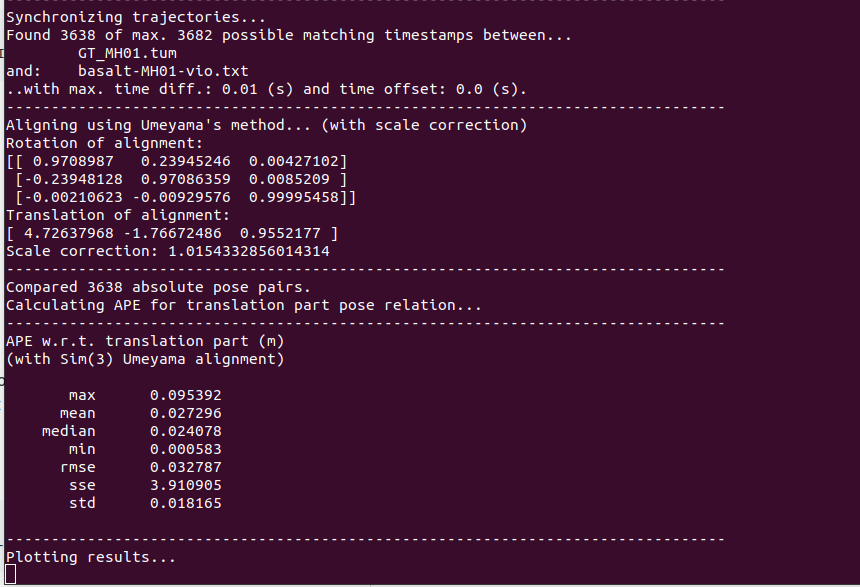 --------------------------------------------------------------------------------
Synchronizing trajectories...
Found 3638 of max. 3682 possible matching timestamps between...
        GT_MH01.tum
and:    basalt-MH01-vio.txt
..with max. time diff.: 0.01 (s) and time offset: 0.0 (s).
--------------------------------------------------------------------------------
Aligning using Umeyama's method... (with scale correction)
Rotation of alignment:
[[ 0.9708987   0.23945246  0.00427102]
 [-0.23948128  0.97086359  0.0085209 ]
 [-0.00210623 -0.00929576  0.99995458]]
Translation of alignment:
[ 4.72637968 -1.76672486  0.9552177 ]
Scale correction: 1.0154332856014314
--------------------------------------------------------------------------------
Compared 3638 absolute pose pairs.
Calculating APE for translation part pose relation...
--------------------------------------------------------------------------------
APE w.r.t. translation part (m)
(with Sim(3) Umeyama alignment)
       max      0.095392
      mean      0.027296
    median      0.024078
       min      0.000583
      rmse      0.032787
       sse      3.910905
       std      0.018165
--------------------------------------------------------------------------------
Plotting results...